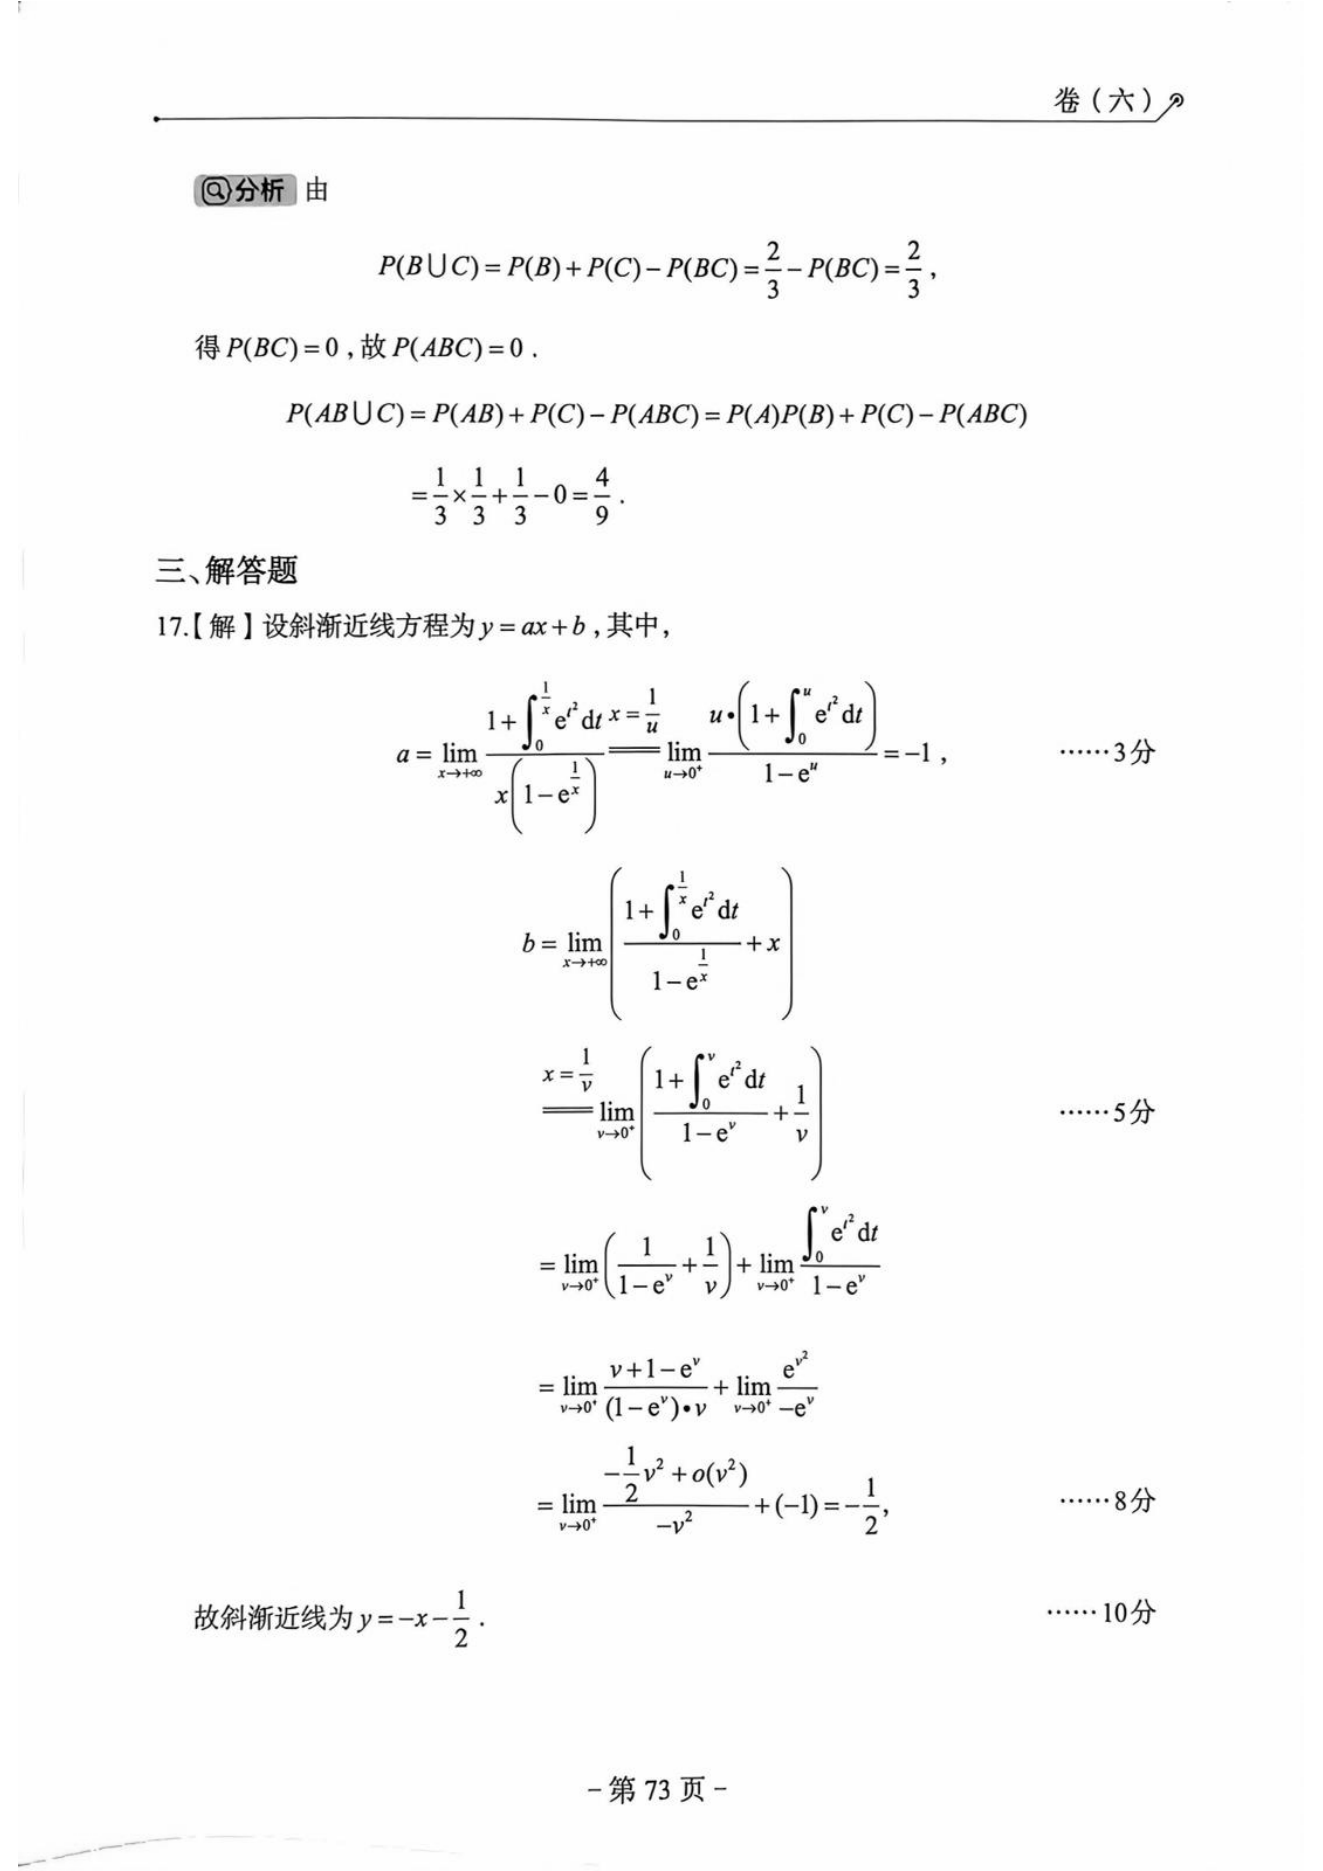 卷(六)
分析 由
P(B⋃C)=P(B)+P(C)−P(BC)=2/3−P(BC)=2/3,
得P(BC)=0,故P(ABC)=0.
P(AB⋃C)=P(AB)+P(C)−P(ABC)=P(A)P(B)+P(C)−P(ABC)
=1/3×1/3+1/3−0=4/9.
三、解答题
17.【解】设斜渐近线方程为y=ax+b,其中,
a=lim_{x→+∞} (1+∫_0^{1/x} e^{t²}dt)/(x(1−e^{1/x})) \xlongequal{x=1/u} lim_{u→0⁺} (u•(1+∫_0^u e^{t²}dt))/(1−e^u)=−1, ……3分
b=lim_{x→+∞} ((1+∫_0^{1/x} e^{t²}dt)/(1−e^{1/x})+x)
\xlongequal{x=1/v} lim_{v→0⁺} ((1+∫_0^v e^{t²}dt)/(1−e^v)+1/v) ……5分
=lim_{v→0⁺} (1/(1−e^v)+1/v)+lim_{v→0⁺} (∫_0^v e^{t²}dt)/(1−e^v)
=lim_{v→0⁺} (v+1−e^v)/((1−e^v)•v)+lim_{v→0⁺} e^{v²}/(−e^v)
=lim_{v→0⁺} (−1/2 v²+o(v²))/(−v²)+(−1)=−1/2, ……8分
故斜渐近线为y=−x−1/2. ……10分
–第 73 页–